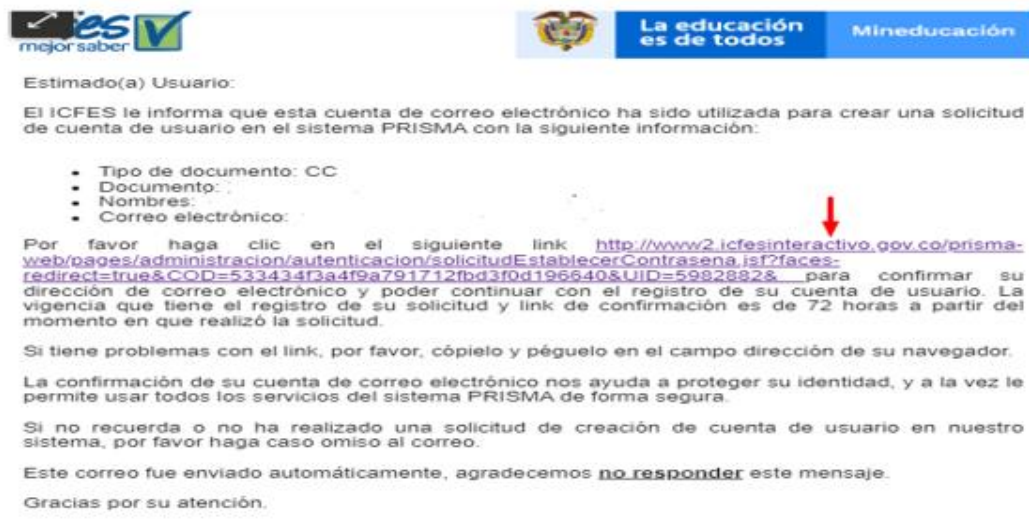 mejor saber
La educación
es de todos
Mineducación
Estimado(a) Usuario:
El ICFES le informa que esta cuenta de correo electrónico ha sido utilizada para crear una solicitud
de cuenta de usuario en el sistema PRISMA con la siguiente información:
• Tipo de documento: CC
• Documento:
• Nombres:
• Correo electrónico:
Por favor haga clic en el siguiente link http://www2.icfesinteractivo.gov.co/prisma-
web/pages/administracion/autenticacion/solicitudEstablecerContrasena.jsf?faces-
redirect=true&COD=533434f3a4f9a791712fbd3f0d196640&UID=5982882& para confirmar su
dirección de correo electrónico y poder continuar con el registro de su cuenta de usuario. La
vigencia que tiene el registro de su solicitud y link de confirmación es de 72 horas a partir del
momento en que realizó la solicitud.
Si tiene problemas con el link, por favor, cópielo y péguelo en el campo dirección de su navegador.
La confirmación de su cuenta de correo electrónico nos ayuda a proteger su identidad, y a la vez le
permite usar todos los servicios del sistema PRISMA de forma segura.
Si no recuerda o no ha realizado una solicitud de creación de cuenta de usuario en nuestro
sistema, por favor haga caso omiso al correo.
Este correo fue enviado automáticamente, agradecemos no responder este mensaje.
Gracias por su atención.